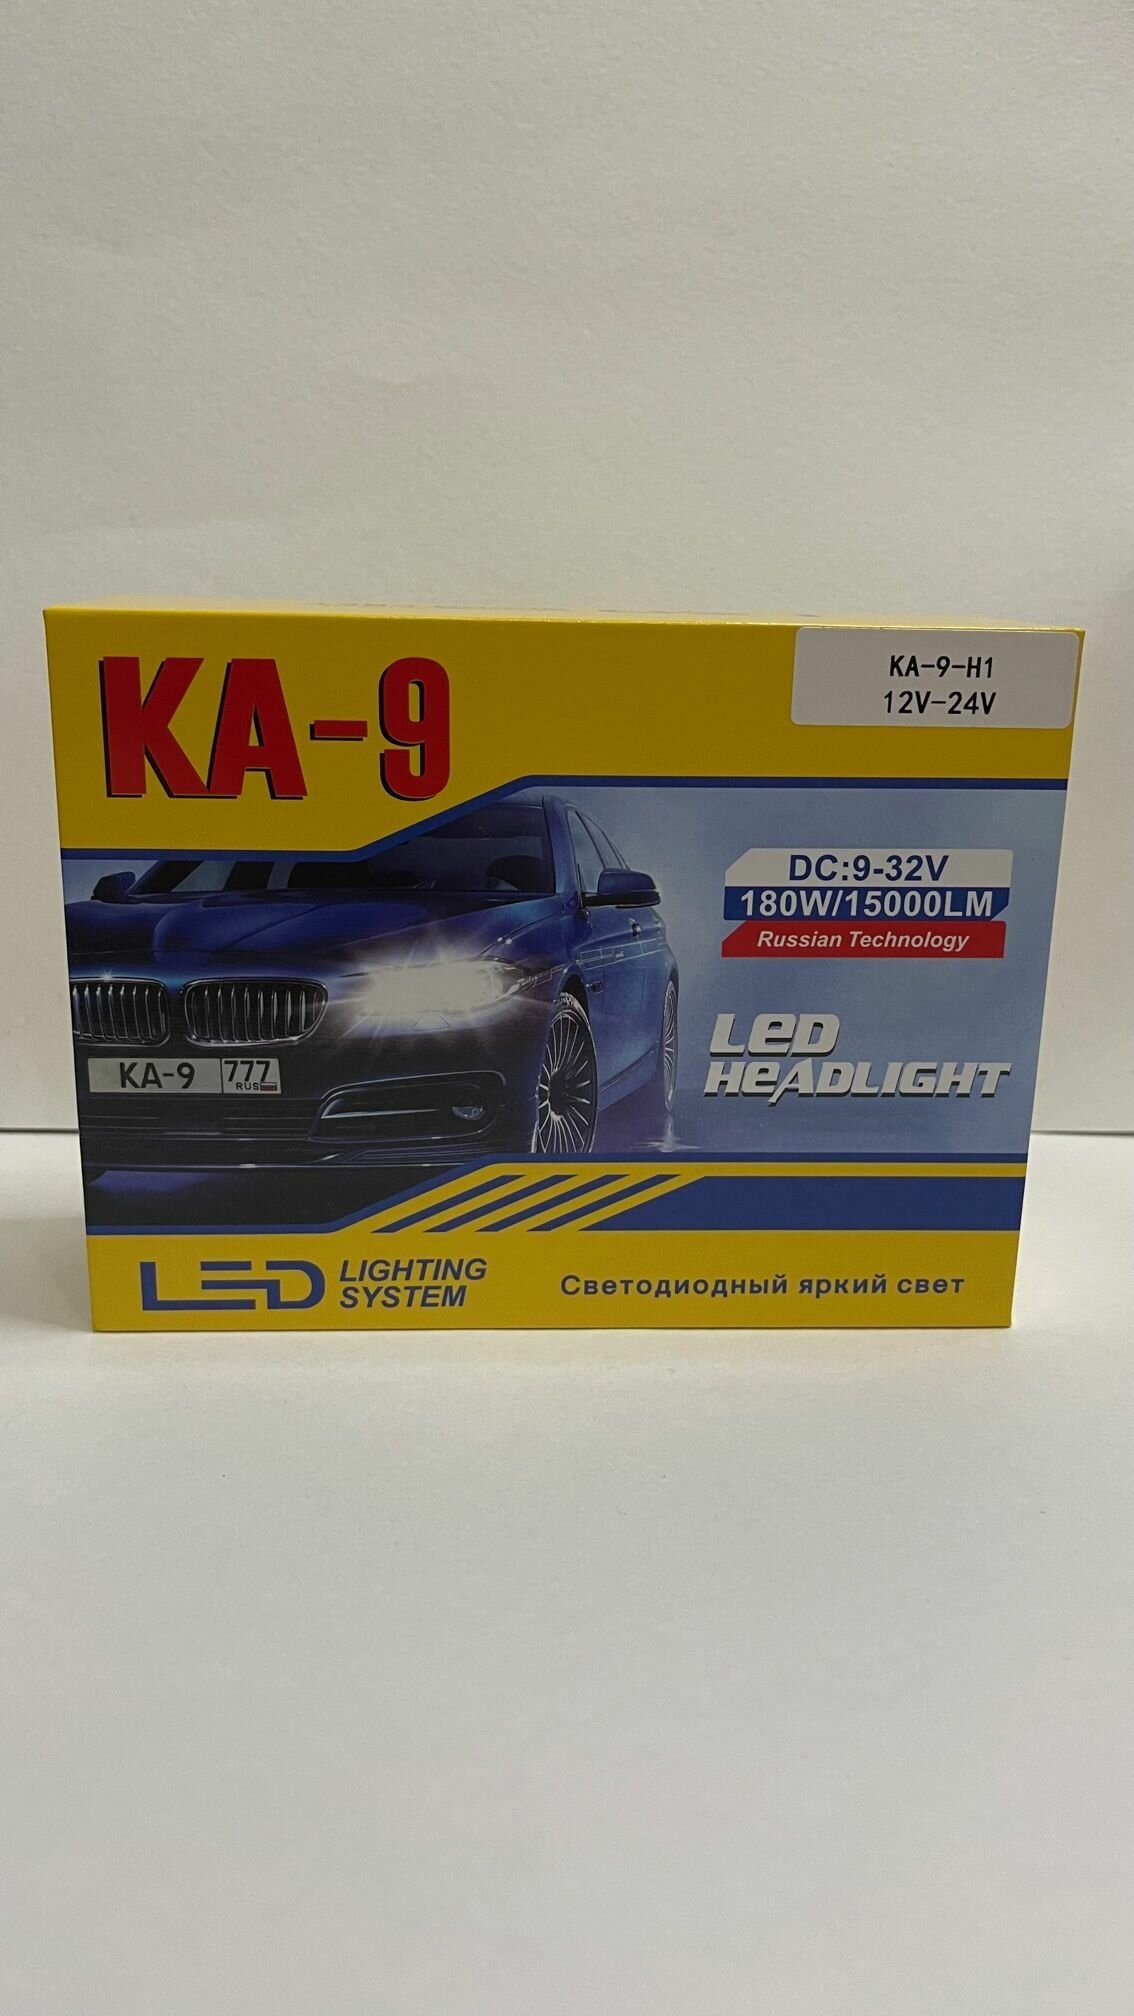 KA-9
KA-9-H1
12V-24V
DC:9-32V
180W/15000LM
Russian Technology
LED
HEADLIGHT
KA-9 777
RUS
LED LIGHTING
SYSTEM
Светодиодный яркий свет